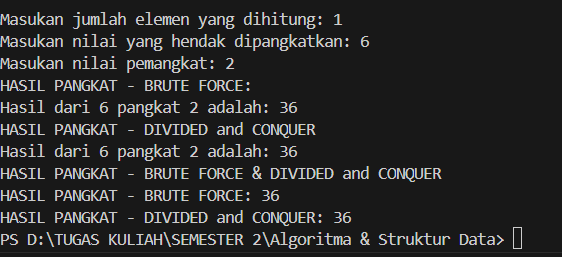 Masukan jumlah elemen yang dihitung: 1
Masukan nilai yang hendak dipangkatkan: 6
Masukan nilai pemangkat: 2
HASIL PANGKAT - BRUTE FORCE:
Hasil dari 6 pangkat 2 adalah: 36
HASIL PANGKAT - DIVIDED and CONQUER
Hasil dari 6 pangkat 2 adalah: 36
HASIL PANGKAT - BRUTE FORCE & DIVIDED and CONQUER
HASIL PANGKAT - BRUTE FORCE: 36
HASIL PANGKAT - DIVIDED and CONQUER: 36
PS D:\TUGAS KULIAH\SEMESTER 2\Algoritma & Struktur Data>